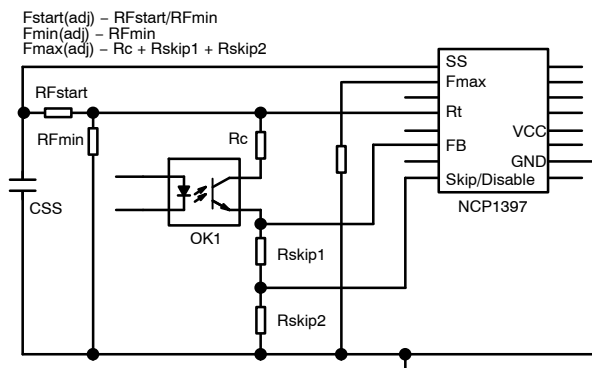 Fstart(adj) – RFstart/RFmin
Fmin(adj) – RFmin
Fmax(adj) – Rc + Rskip1 + Rskip2
SS
Fmax
RFstart
Rt
RFmin
Rc
VCC
FB
GND
Skip/Disable
CSS
NCP1397
OK1
Rskip1
Rskip2